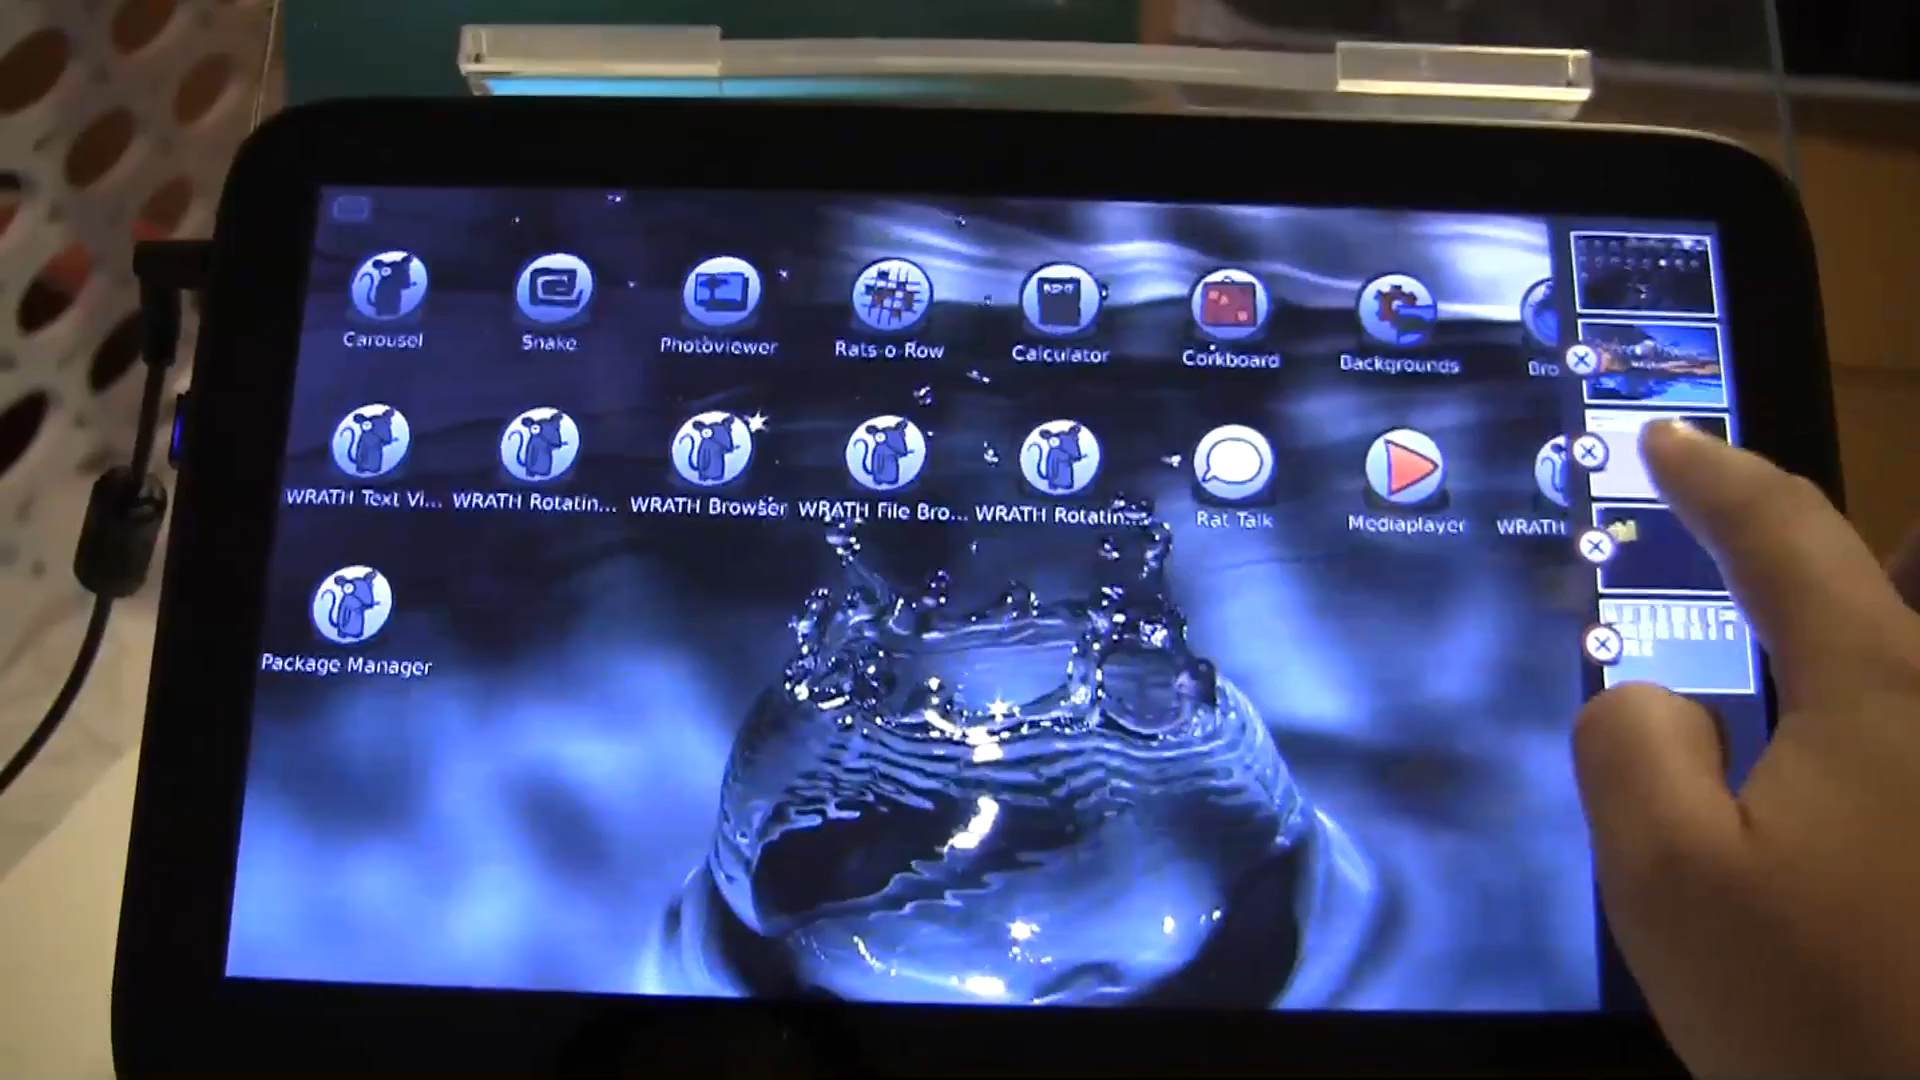 Carousel
Snake
Photoviewer
Rats-o-Row
Calculator
Corkboard
Backgrounds
Bro
WRATH Text Vi...
WRATH Rotatin...
WRATH Browser
WRATH File Bro...
WRATH Rotatin...
Rat Talk
Mediaplayer
WRATH
Package Manager